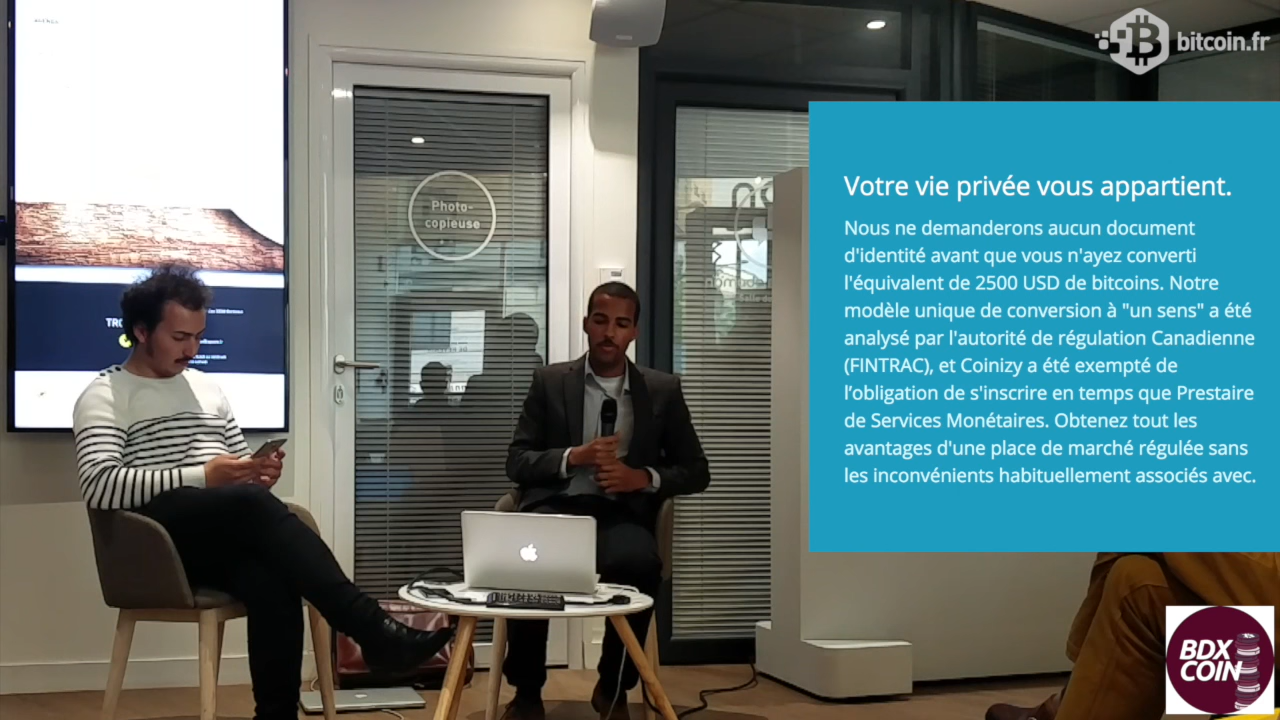 bitcoin.fr
Votre vie privée vous appartient.
Nous ne demanderons aucun document
d'identité avant que vous n'ayez converti
l'équivalent de 2500 USD de bitcoins. Notre
modèle unique de conversion à "un sens" a été
analysé par l'autorité de régulation Canadienne
(FINTRAC), et Coinizy a été exempté de
l’obligation de s'inscrire en temps que Prestaire
de Services Monétaires. Obtenez tout les
avantages d'une place de marché régulée sans
les inconvénients habituellement associés avec.
Photo-
copieuse
BDX
COIN